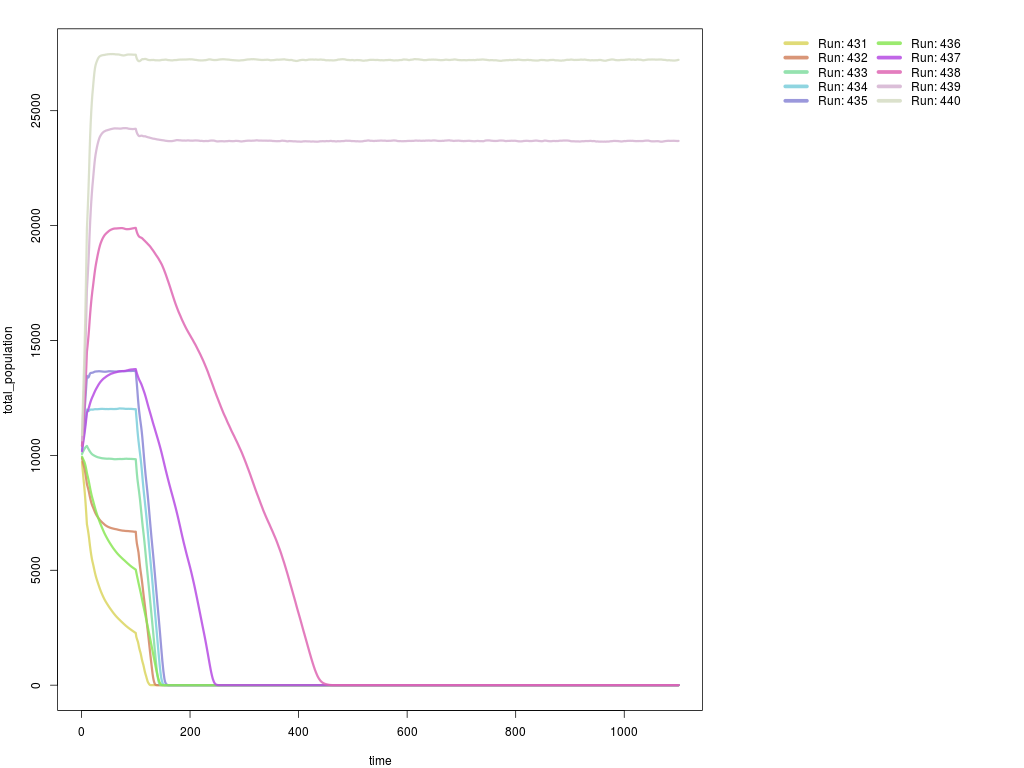 25000
20000
15000
10000
5000
0
total_population
0 200 400 600 800 1000
time
Run: 431 Run: 436
Run: 432 Run: 437
Run: 433 Run: 438
Run: 434 Run: 439
Run: 435 Run: 440